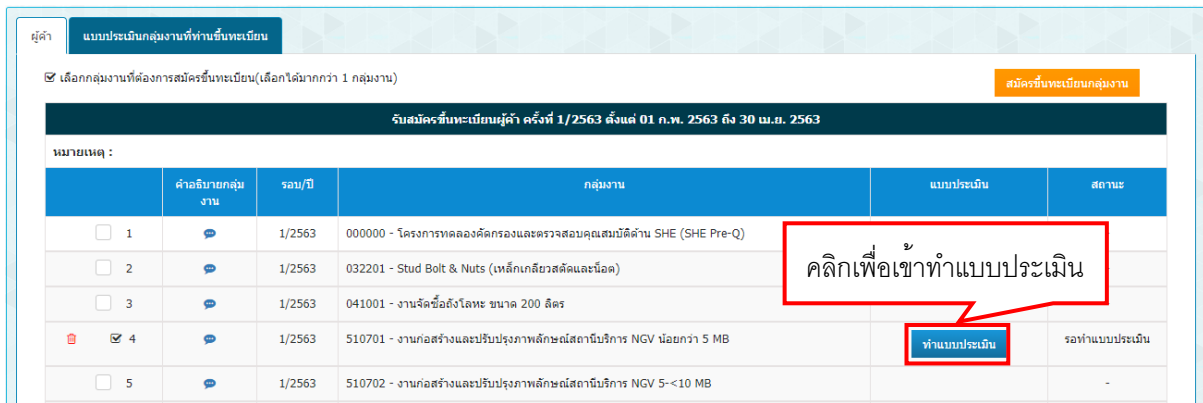 ผู้ค้า แบบประเมินกลุ่มงานที่ท่านขึ้นทะเบียน
เลือกกลุ่มงานที่ต้องการสมัครขึ้นทะเบียน(เลือกได้มากกว่า 1 กลุ่มงาน) สมัครขึ้นทะเบียนกลุ่มงาน
รับสมัครขึ้นทะเบียนผู้ค้า ครั้งที่ 1/2563 ตั้งแต่ 01 ก.พ. 2563 ถึง 30 เม.ย. 2563
หมายเหตุ :
คำอธิบายกลุ่ม รอบ/ปี กลุ่มงาน แบบประเมิน สถานะ
งาน
1 1/2563 000000 - โครงการทดลองคัดกรองและตรวจสอบคุณสมบัติด้าน SHE (SHE Pre-Q)
คลิกเพื่อเข้าทำแบบประเมิน
2 1/2563 032201 - Stud Bolt & Nuts (เหล็กเกลียวสตัดและน็อต) -
3 1/2563 041001 - งานจัดซื้อถังโลหะ ขนาด 200 ลิตร
4 1/2563 510701 - งานก่อสร้างและปรับปรุงภาพลักษณ์สถานีบริการ NGV น้อยกว่า 5 MB ทำแบบประเมิน รอทำแบบประเมิน
5 1/2563 510702 - งานก่อสร้างและปรับปรุงภาพลักษณ์สถานีบริการ NGV 5-<10 MB -